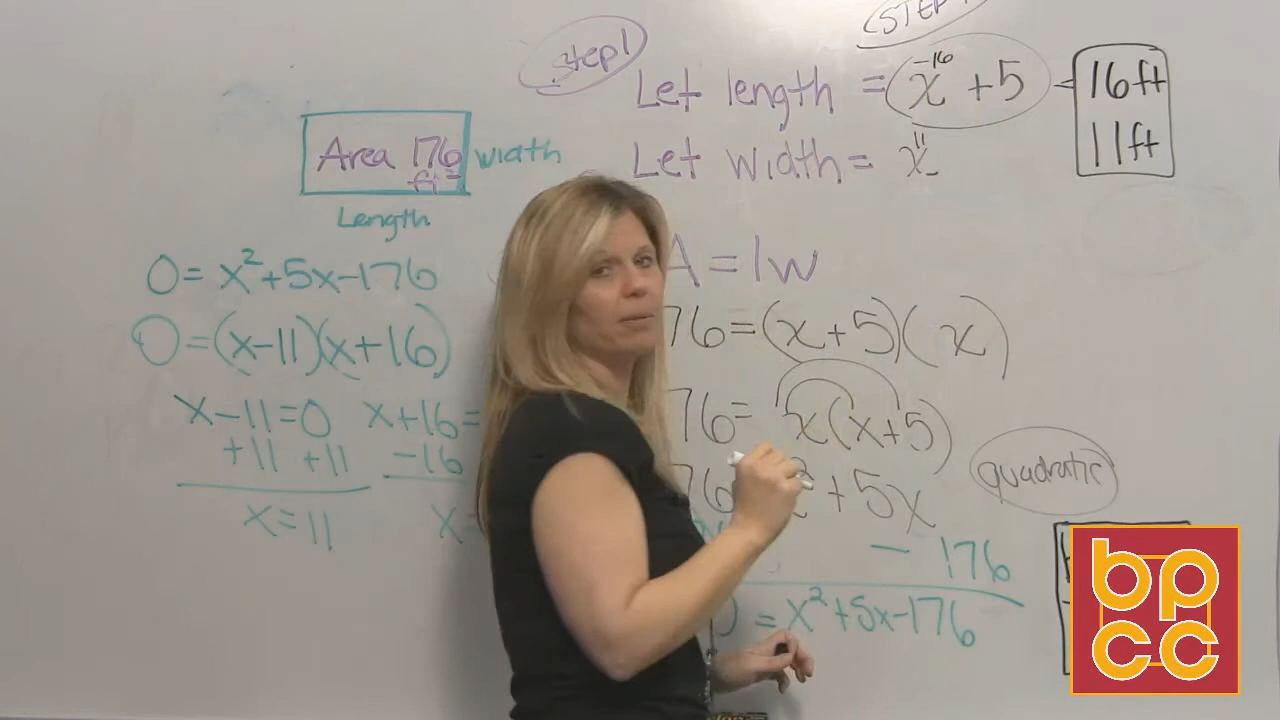 STEP
Step1
Let length = x + 5 = 16ft
-16
Let width = x 11ft
11
Area 176 width
ft²
Length
A = lw
0 = x² + 5x - 176
76 = (x + 5)(x)
0 = (x - 11)(x + 16)
x - 11 = 0 x + 16 =
76 = x(x + 5)
+11 +11 -16
quadratic
76 x² + 5x
x = 11 x =
- 176
0 = x² + 5x - 176
bp
cc